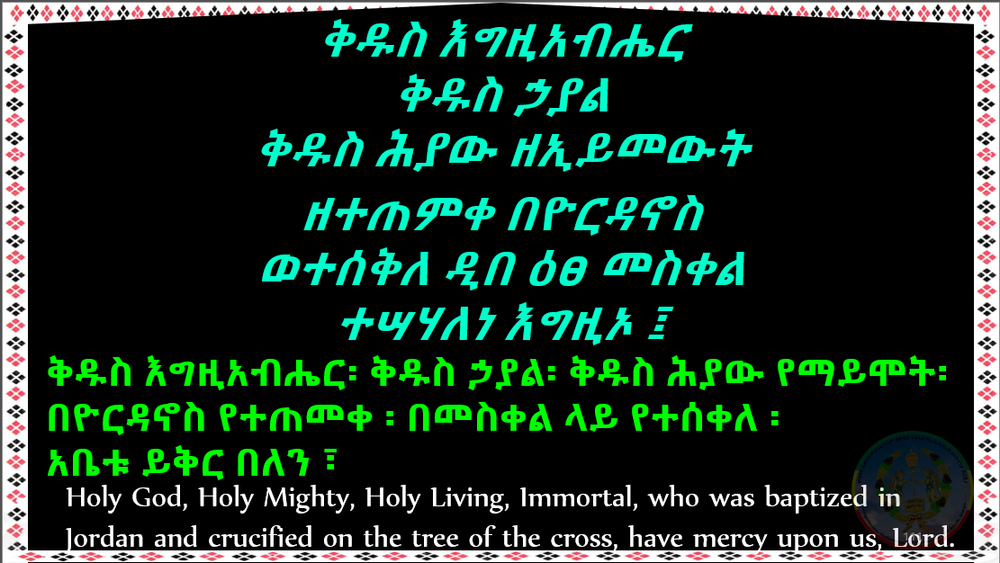 ቅዱስ እግዚአብሔር
ቅዱስ ኃያል
ቅዱስ ሕያው ዘኢይመውት
ዘተጠምቀ በዮርዳኖስ
ወተሰቅለ ዲበ ዕፀ መስቀል
ተሣሃለነ እግዚኦ ፤
ቅዱስ እግዚአብሔር፡ ቅዱስ ኃያል፡ ቅዱስ ሕያው የማይሞት፡
በዮርዳኖስ የተጠመቀ ፡ በመስቀል ላይ የተሰቀለ ፡
አቤቱ ይቅር በለን ፣
Holy God, Holy Mighty, Holy Living, Immortal, who was baptized in
Jordan and crucified on the tree of the cross, have mercy upon us, Lord.